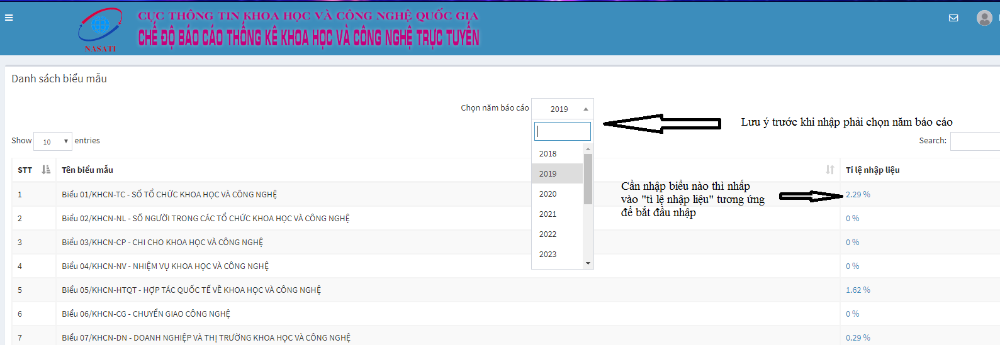 CỤC THÔNG TIN KHOA HỌC VÀ CÔNG NGHỆ QUỐC GIA
CHẾ ĐỘ BÁO CÁO THỐNG KÊ KHOA HỌC VÀ CÔNG NGHỆ TRỰC TUYẾN
NASATI
Danh sách biểu mẫu
Chọn năm báo cáo 2019
Lưu ý trước khi nhập phải chọn năm báo cáo
Show 10 entries
Search:
2018
2019
2020
2021
2022
2023
Cần nhập biểu nào thì nhấp
vào "tỉ lệ nhập liệu" tương ứng
để bắt đầu nhập
STT Tên biểu mẫu Tỉ lệ nhập liệu
1 Biểu 01/KHCN-TC - SỐ TỔ CHỨC KHOA HỌC VÀ CÔNG NGHỆ 2.29 %
2 Biểu 02/KHCN-NL - SỐ NGƯỜI TRONG CÁC TỔ CHỨC KHOA HỌC VÀ CÔNG NGHỆ 0 %
3 Biểu 03/KHCN-CP - CHI CHO KHOA HỌC VÀ CÔNG NGHỆ 0 %
4 Biểu 04/KHCN-NV - NHIỆM VỤ KHOA HỌC VÀ CÔNG NGHỆ 0 %
5 Biểu 05/KHCN-HTQT - HỢP TÁC QUỐC TẾ VỀ KHOA HỌC VÀ CÔNG NGHỆ 1.62 %
6 Biểu 06/KHCN-CG - CHUYỂN GIAO CÔNG NGHỆ 0 %
7 Biểu 07/KHCN-DN - DOANH NGHIỆP VÀ THỊ TRƯỜNG KHOA HỌC VÀ CÔNG NGHỆ 0.29 %